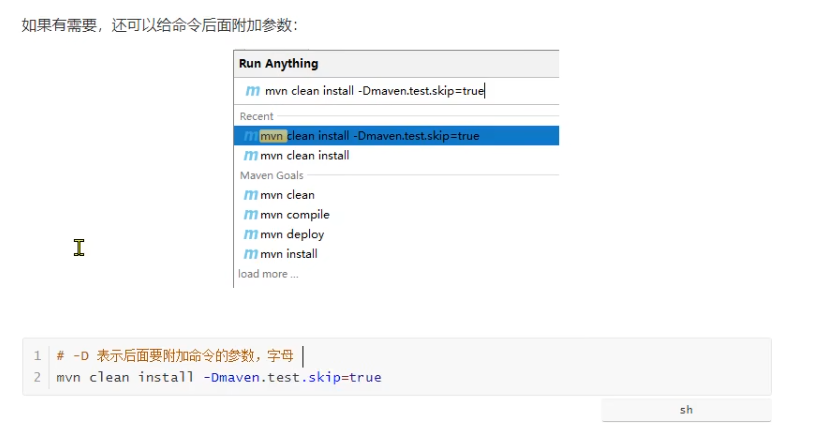 如果有需要，还可以给命令后面附加参数：
Run Anything
m mvn clean install -Dmaven.test.skip=true
Recent
m mvn clean install -Dmaven.test.skip=true
m mvn clean install
Maven Goals
m mvn clean
m mvn compile
m mvn deploy
m mvn install
load more ...
1 # -D 表示后面要附加命令的参数，字母
2 mvn clean install -Dmaven.test.skip=true
sh